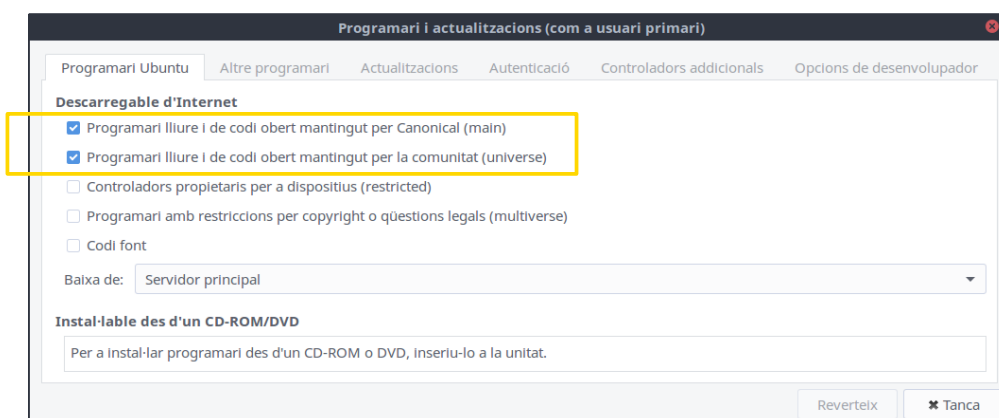 Programari i actualitzacions (com a usuari primari)
Programari Ubuntu Altre programari Actualitzacions Autenticació Controladors addicionals Opcions de desenvolupador
Descarregable d'Internet
Programari lliure i de codi obert mantingut per Canonical (main)
Programari lliure i de codi obert mantingut per la comunitat (universe)
Controladors propietaris per a dispositius (restricted)
Programari amb restriccions per copyright o qüestions legals (multiverse)
Codi font
Baixa de: Servidor principal
Instal·lable des d'un CD-ROM/DVD
Per a instal·lar programari des d'un CD-ROM o DVD, inseriu-lo a la unitat.
Reverteix Tanca